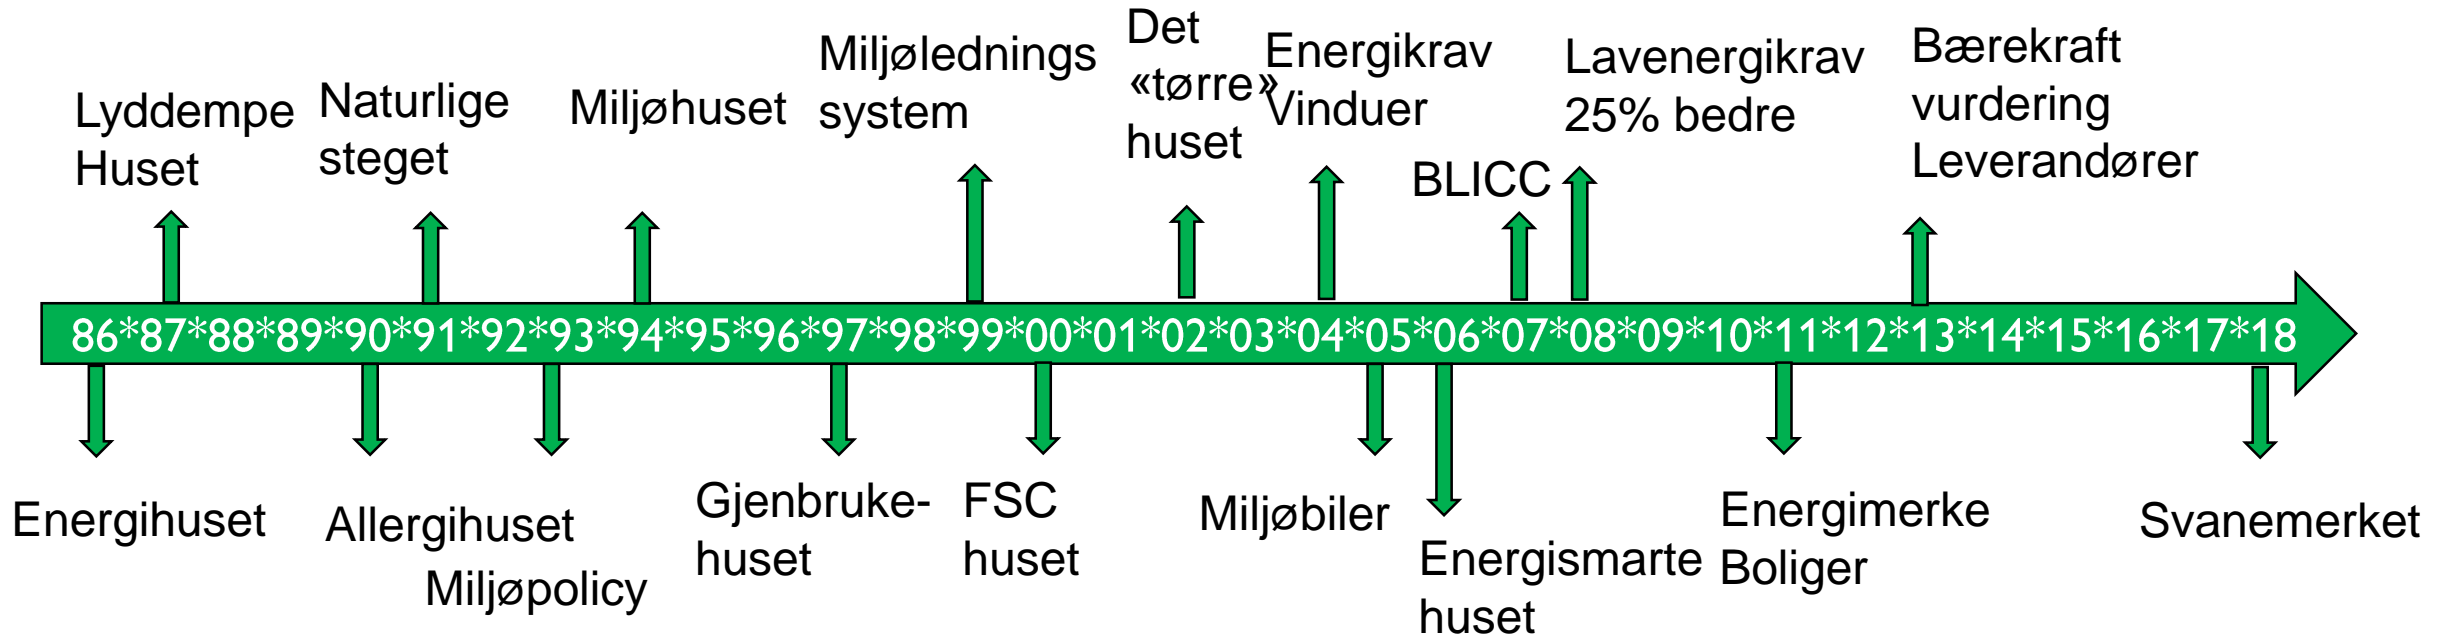 Lyddempe
Huset
Naturlige
steget
Miljøhuset
Miljølednings
system
Det
«tørre»
huset
Energikrav
Vinduer
BLICC
Lavenergikrav
25% bedre
Bærekraft
vurdering
Leverandører
86*87*88*89*90*91*92*93*94*95*96*97*98*99*00*01*02*03*04*05*06*07*08*09*10*11*12*13*14*15*16*17*18
Energihuset
Allergihuset
Miljøpolicy
Gjenbruke-
huset
FSC
huset
Miljøbiler
Energismarte
huset
Energimerke
Boliger
Svanemerket